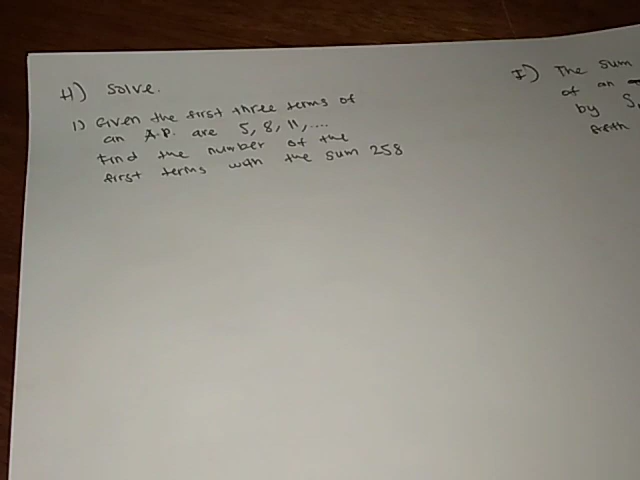 H) Solve.
1) Given the first three terms of
an A.P. are 5, 8, 11, ....
Find the number of the
first terms with the sum 258
I) The sum
of an
by S